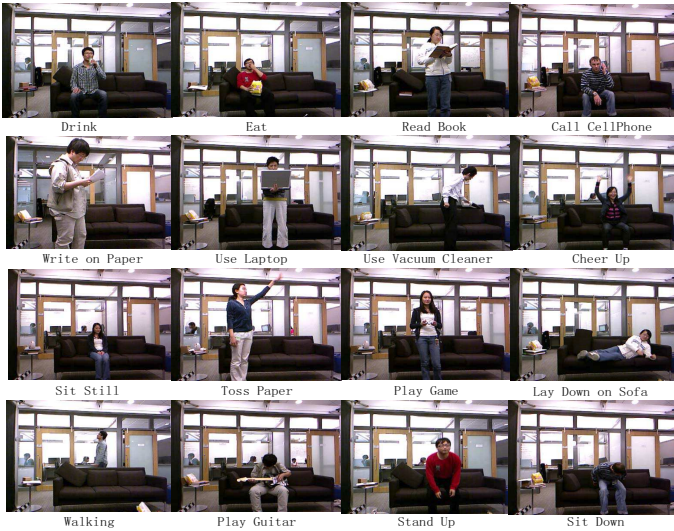 Drink
Eat
Read Book
Call CellPhone
Write on Paper
Use Laptop
Use Vacuum Cleaner
Cheer Up
Sit Still
Toss Paper
Play Game
Lay Down on Sofa
Walking
Play Guitar
Stand Up
Sit Down